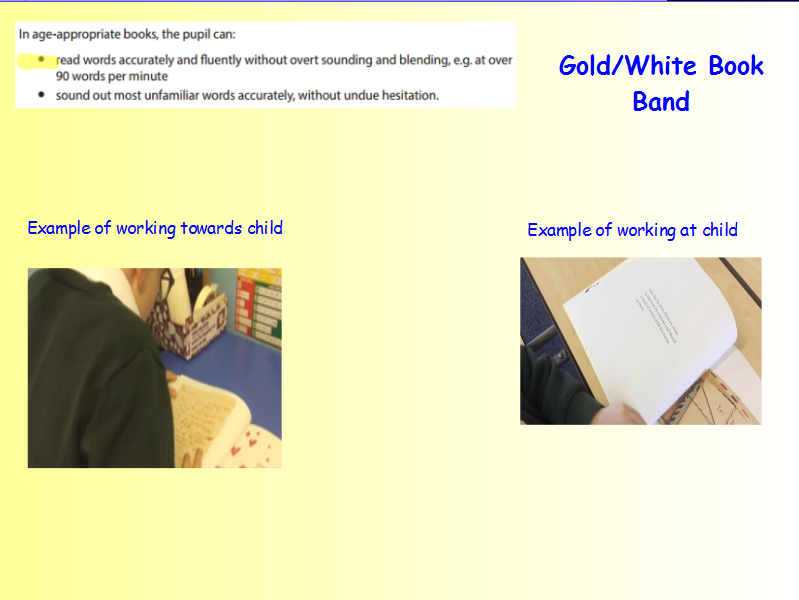 In age-appropriate books, the pupil can:
• read words accurately and fluently without overt sounding and blending, e.g. at over
90 words per minute
• sound out most unfamiliar words accurately, without undue hesitation.
Gold/White Book
Band
Example of working towards child
Example of working at child